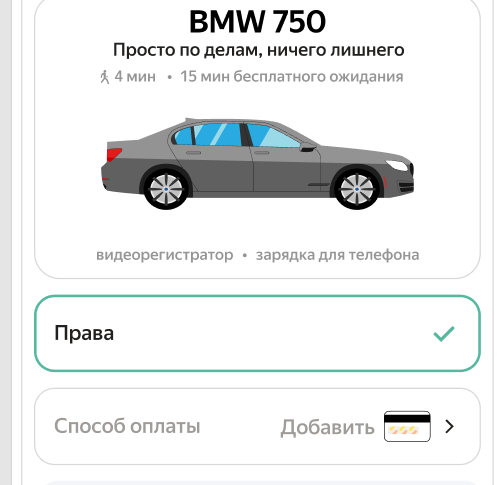 BMW 750
Просто по делам, ничего лишнего
4 мин • 15 мин бесплатного ожидания
видеорегистратор • зарядка для телефона
Права
Способ оплаты Добавить